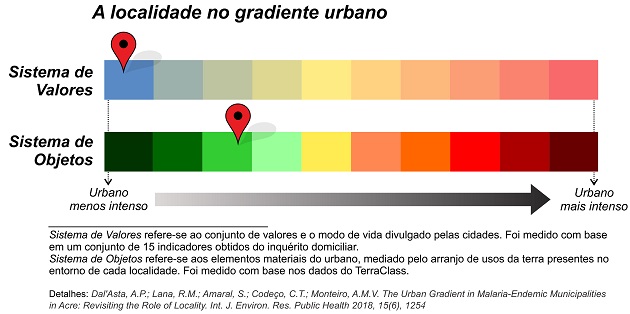 A localidade no gradiente urbano
Sistema de
Valores
Sistema de
Objetos
Urbano
menos intenso
Urbano
mais intenso
Sistema de Valores refere-se ao conjunto de valores e o modo de vida divulgado pelas cidades. Foi medido com base
em um conjunto de 15 indicadores obtidos do inquérito domiciliar.
Sistema de Objetos refere-se aos elementos materiais do urbano, mediado pelo arranjo de usos da terra presentes no
entorno de cada localidade. Foi medido com base nos dados do TerraClass.
Detalhes: Dal'Asta, A.P.; Lana, R.M.; Amaral, S.; Codeço, C.T.; Monteiro, A.M.V. The Urban Gradient in Malaria-Endemic Municipalities
in Acre: Revisiting the Role of Locality. Int. J. Environ. Res. Public Health 2018, 15(6), 1254